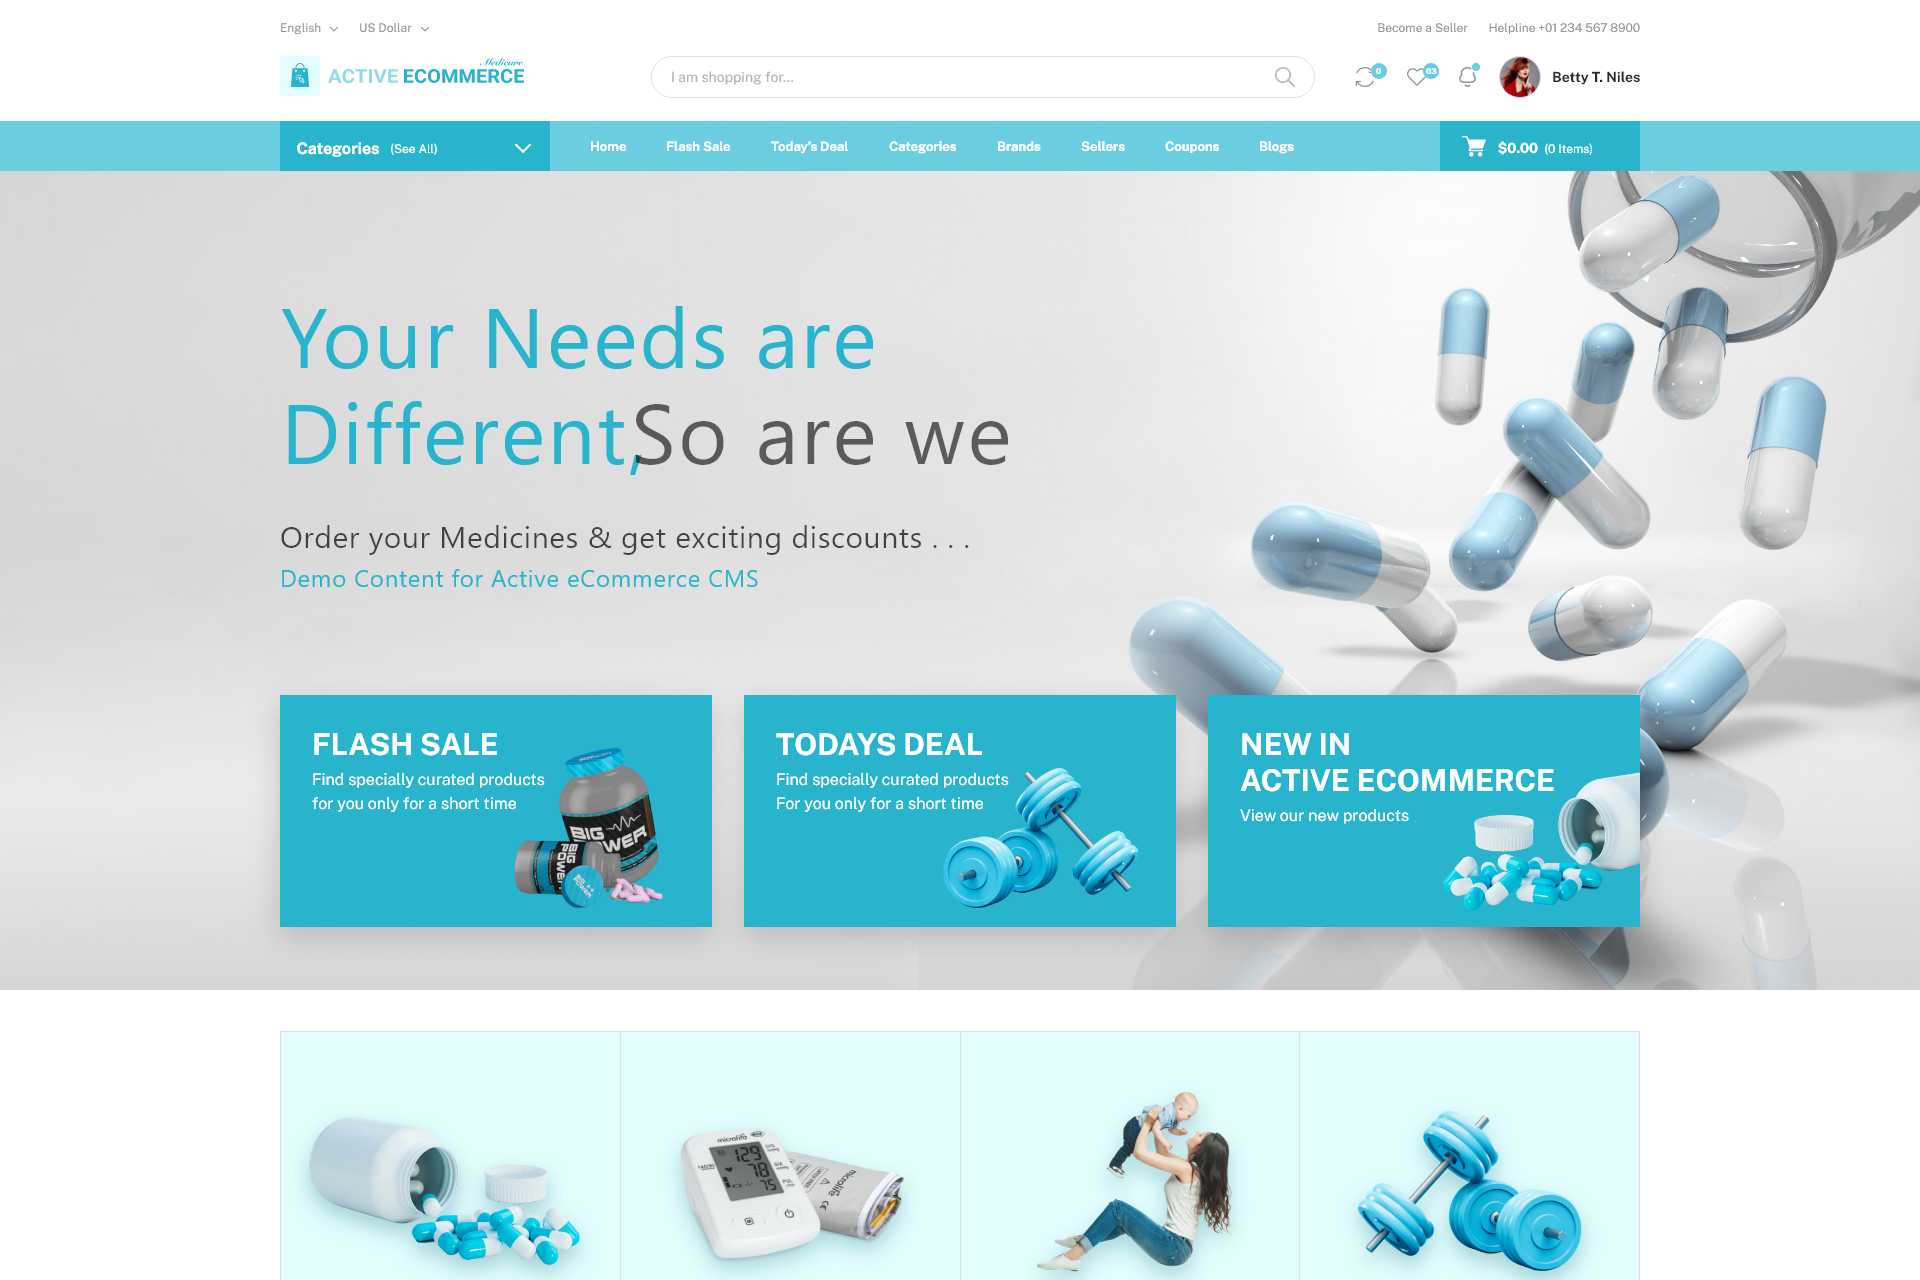 English
US Dollar
Become a Seller
Helpline +01 234 567 8900
Medicare
ACTIVE ECOMMERCE
I am shopping for...
0
03
Betty T. Niles
Categories (See All)
Home
Flash Sale
Today's Deal
Categories
Brands
Sellers
Coupons
Blogs
$0.00 (0 Items)
Your Needs are
Different,So are we
Order your Medicines & get exciting discounts . . .
Demo Content for Active eCommerce CMS
FLASH SALE
Find specially curated products
for you only for a short time
BIG
POWER
BIG
POWER
TODAYS DEAL
Find specially curated products
For you only for a short time
NEW IN
ACTIVE ECOMMERCE
View our new products
microlife
129
78
75
microlife